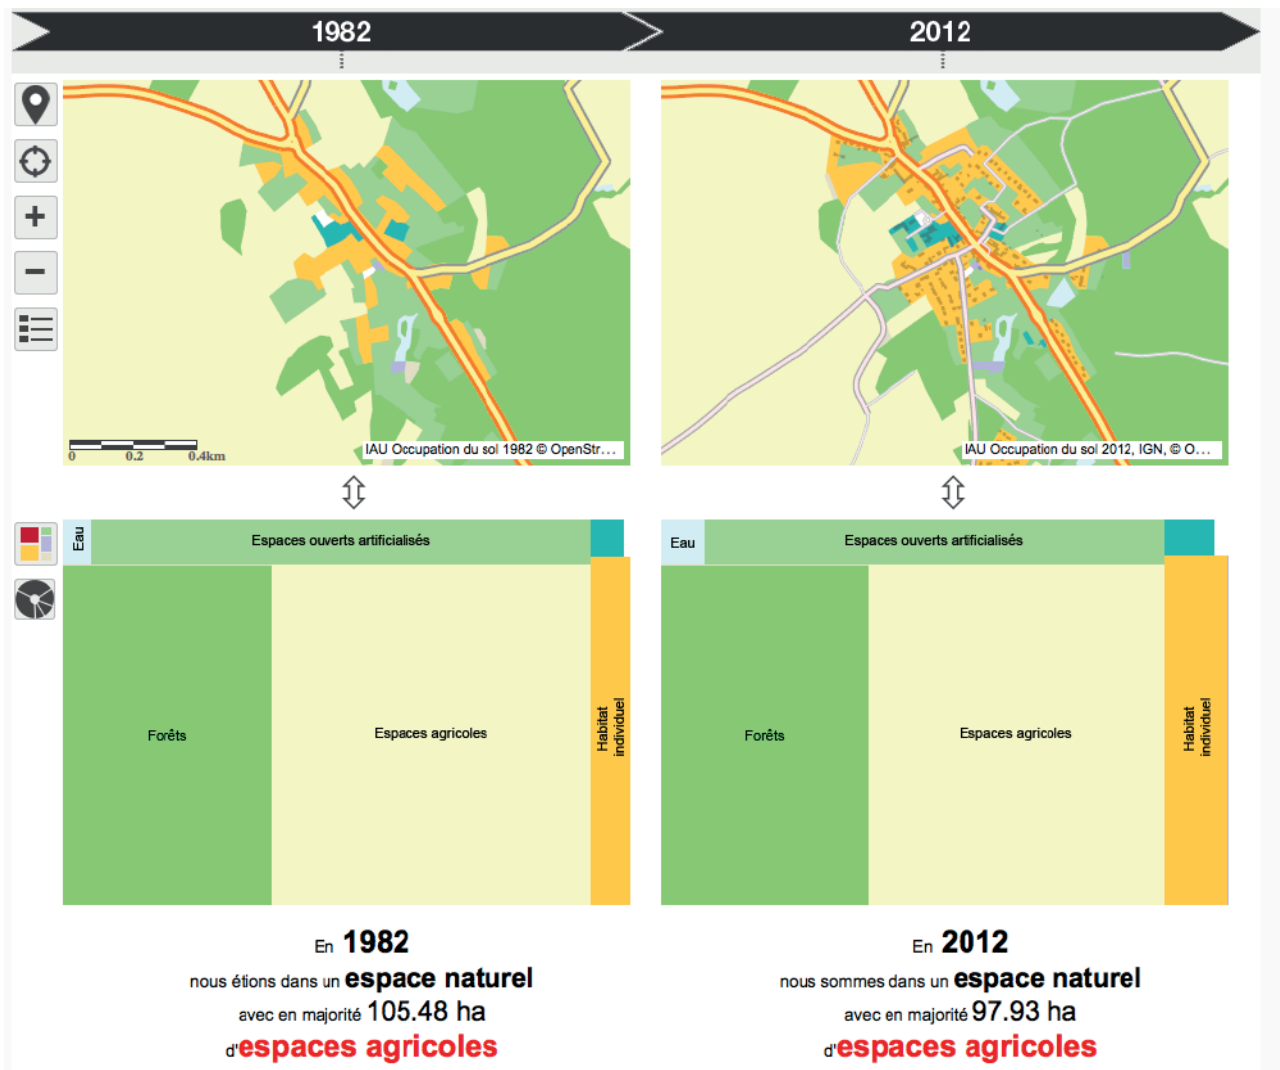 1982
2012
0 0.2 0.4km
IAU Occupation du sol 1982 © OpenStr...
IAU Occupation du sol 2012, IGN, © O...
Eau
Espaces ouverts artificialisés
Forêts
Espaces agricoles
Habitat
individuel
Eau
Espaces ouverts artificialisés
Forêts
Espaces agricoles
Habitat
individuel
En 1982
nous étions dans un espace naturel
avec en majorité 105.48 ha
d'espaces agricoles
En 2012
nous sommes dans un espace naturel
avec en majorité 97.93 ha
d'espaces agricoles